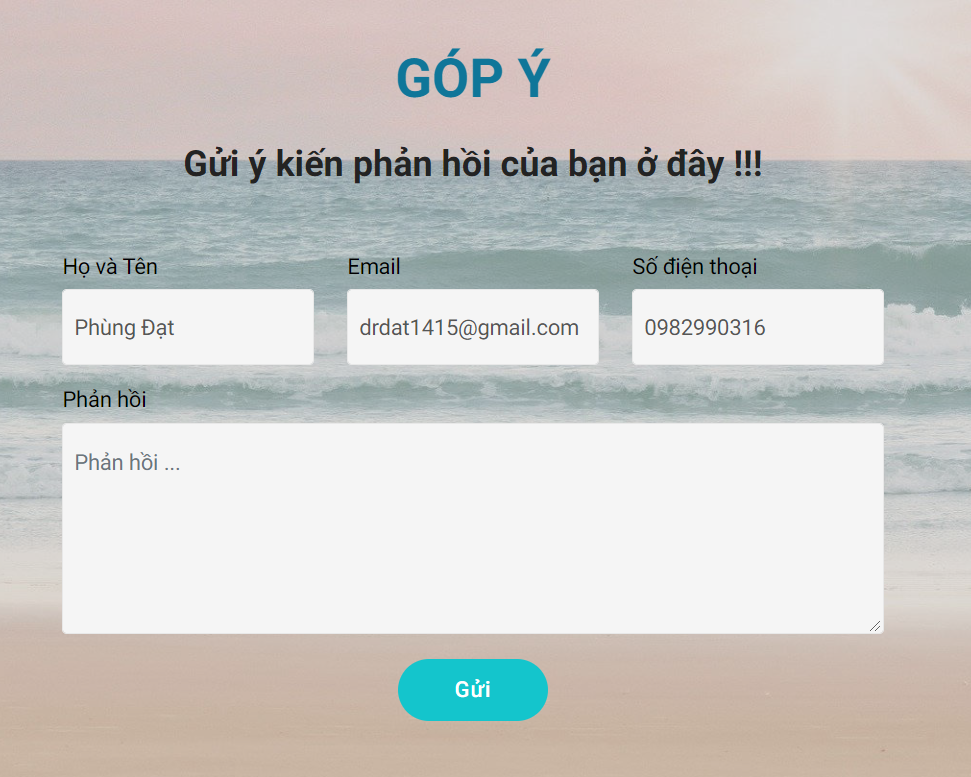 GÓP Ý
Gửi ý kiến phản hồi của bạn ở đây !!!
Họ và Tên
Email
Số điện thoại
Phùng Đạt
drdat1415@gmail.com
0982990316
Phản hồi
Phản hồi ...
Gửi